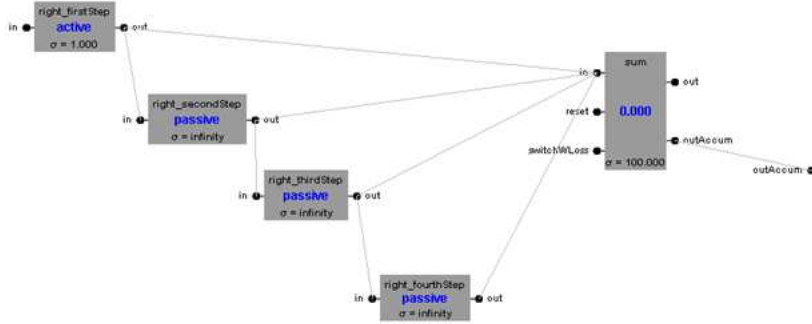 right_firstStep
in active out
σ = 1.000
sum
in out
right_secondStep
in passive out
σ = infinity
reset 0.000
switchWLoss outAccum
σ = 100.000
outAccum
right_thirdStep
in passive out
σ = infinity
right_fourthStep
in passive out
σ = infinity